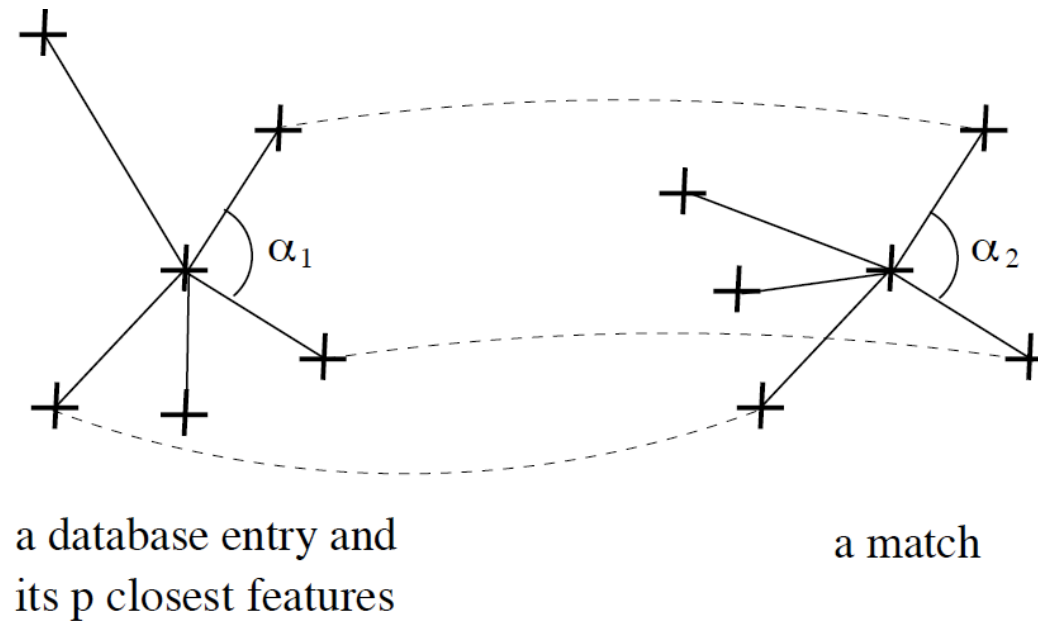 α₁
α₂
a database entry and
its p closest features
a match